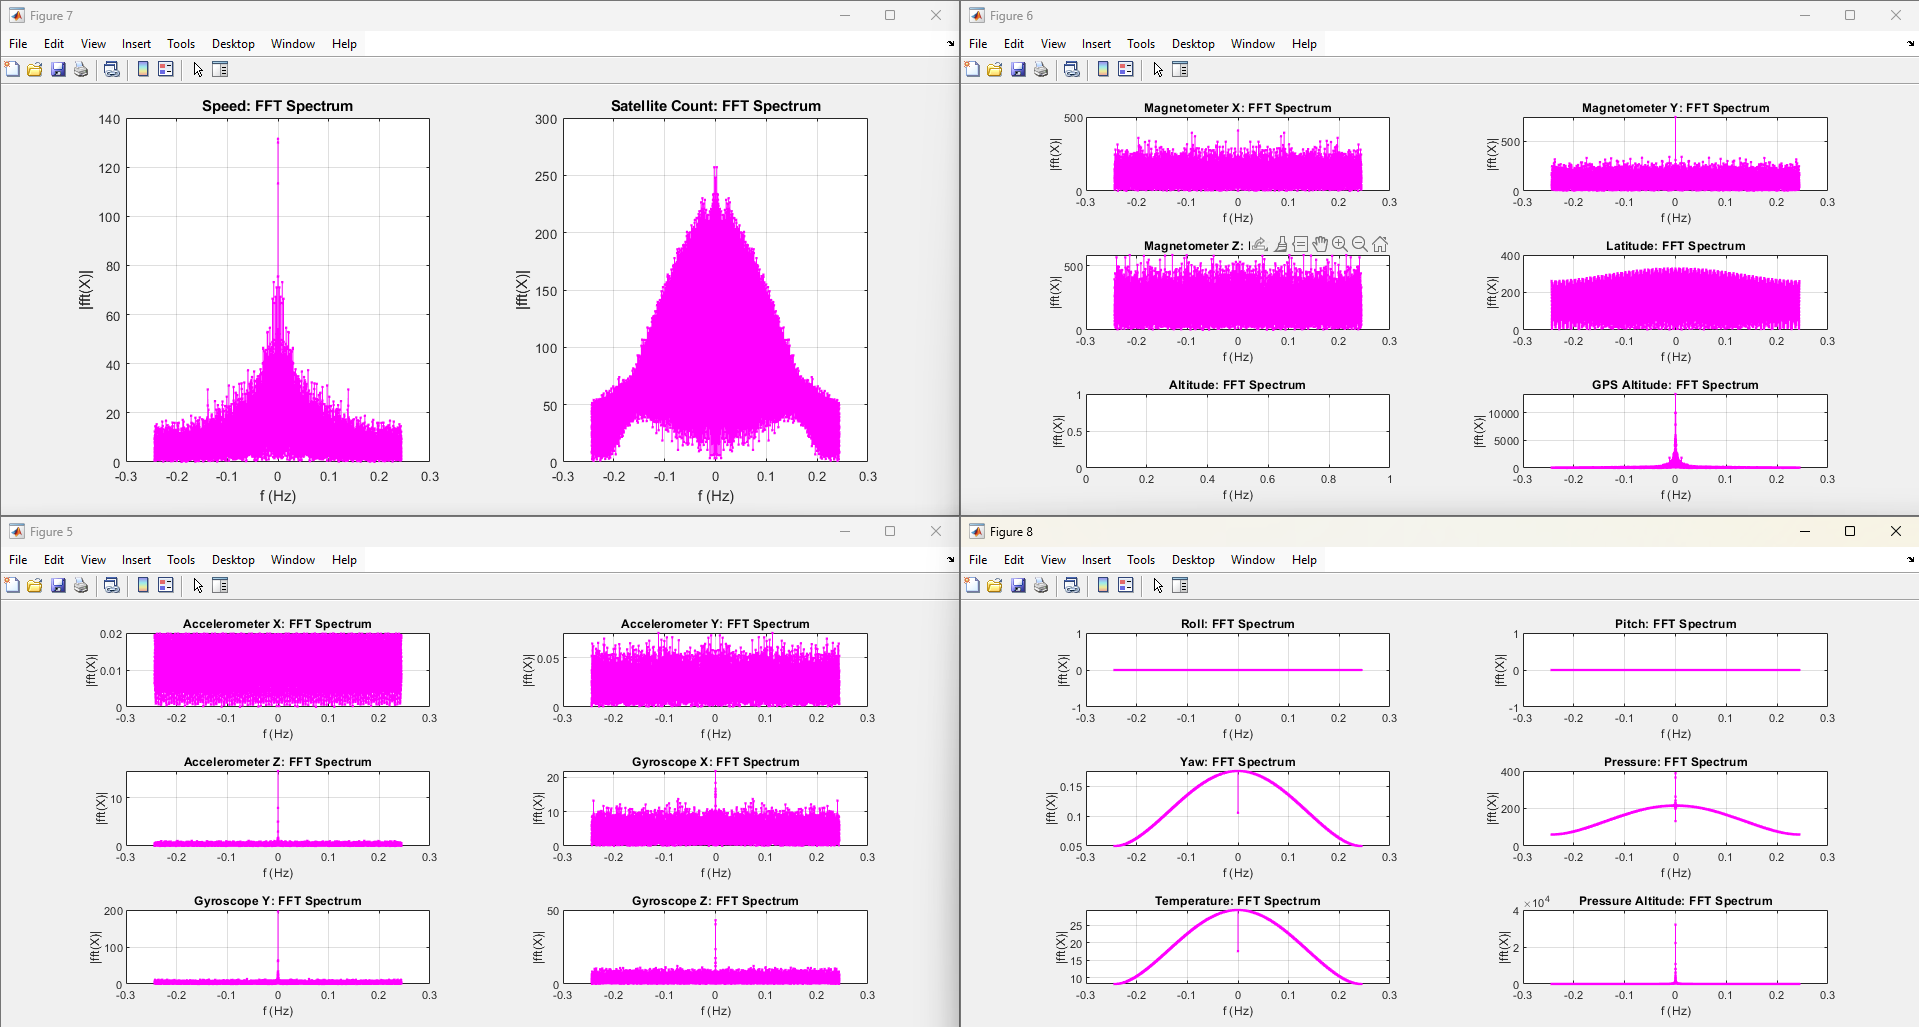 Figure 7
File Edit View Insert Tools Desktop Window Help
Speed: FFT Spectrum
|fft(X)|
140
120
100
80
60
40
20
0
-0.3 -0.2 -0.1 0 0.1 0.2 0.3
f (Hz)
Satellite Count: FFT Spectrum
|fft(X)|
300
250
200
150
100
50
0
-0.3 -0.2 -0.1 0 0.1 0.2 0.3
f (Hz)
Figure 6
File Edit View Insert Tools Desktop Window Help
Magnetometer X: FFT Spectrum
|fft(X)|
500
0
-0.3 -0.2 -0.1 0 0.1 0.2 0.3
f (Hz)
Magnetometer Y: FFT Spectrum
|fft(X)|
500
0
-0.3 -0.2 -0.1 0 0.1 0.2 0.3
f (Hz)
Magnetometer Z:
|fft(X)|
500
0
-0.3 -0.2 -0.1 0 0.1 0.2 0.3
f (Hz)
Latitude: FFT Spectrum
|fft(X)|
400
200
0
-0.3 -0.2 -0.1 0 0.1 0.2 0.3
f (Hz)
Altitude: FFT Spectrum
|fft(X)|
1
0.5
0
0 0.2 0.4 0.6 0.8 1
f (Hz)
GPS Altitude: FFT Spectrum
|fft(X)|
10000
5000
0
-0.3 -0.2 -0.1 0 0.1 0.2 0.3
f (Hz)
Figure 5
File Edit View Insert Tools Desktop Window Help
Accelerometer X: FFT Spectrum
|fft(X)|
0.02
0.01
0
-0.3 -0.2 -0.1 0 0.1 0.2 0.3
f (Hz)
Accelerometer Y: FFT Spectrum
|fft(X)|
0.05
0
-0.3 -0.2 -0.1 0 0.1 0.2 0.3
f (Hz)
Accelerometer Z: FFT Spectrum
|fft(X)|
10
0
-0.3 -0.2 -0.1 0 0.1 0.2 0.3
f (Hz)
Gyroscope X: FFT Spectrum
|fft(X)|
20
10
0
-0.3 -0.2 -0.1 0 0.1 0.2 0.3
f (Hz)
Gyroscope Y: FFT Spectrum
|fft(X)|
200
100
0
-0.3 -0.2 -0.1 0 0.1 0.2 0.3
f (Hz)
Gyroscope Z: FFT Spectrum
|fft(X)|
50
0
-0.3 -0.2 -0.1 0 0.1 0.2 0.3
f (Hz)
Figure 8
File Edit View Insert Tools Desktop Window Help
Roll: FFT Spectrum
|fft(X)|
1
0
-1
-0.3 -0.2 -0.1 0 0.1 0.2 0.3
f (Hz)
Pitch: FFT Spectrum
|fft(X)|
1
0
-1
-0.3 -0.2 -0.1 0 0.1 0.2 0.3
f (Hz)
Yaw: FFT Spectrum
|fft(X)|
0.15
0.1
0.05
-0.3 -0.2 -0.1 0 0.1 0.2 0.3
f (Hz)
Pressure: FFT Spectrum
|fft(X)|
400
200
0
-0.3 -0.2 -0.1 0 0.1 0.2 0.3
f (Hz)
Temperature: FFT Spectrum
|fft(X)|
25
20
15
10
-0.3 -0.2 -0.1 0 0.1 0.2 0.3
f (Hz)
×10⁴ Pressure Altitude: FFT Spectrum
|fft(X)|
4
2
0
-0.3 -0.2 -0.1 0 0.1 0.2 0.3
f (Hz)